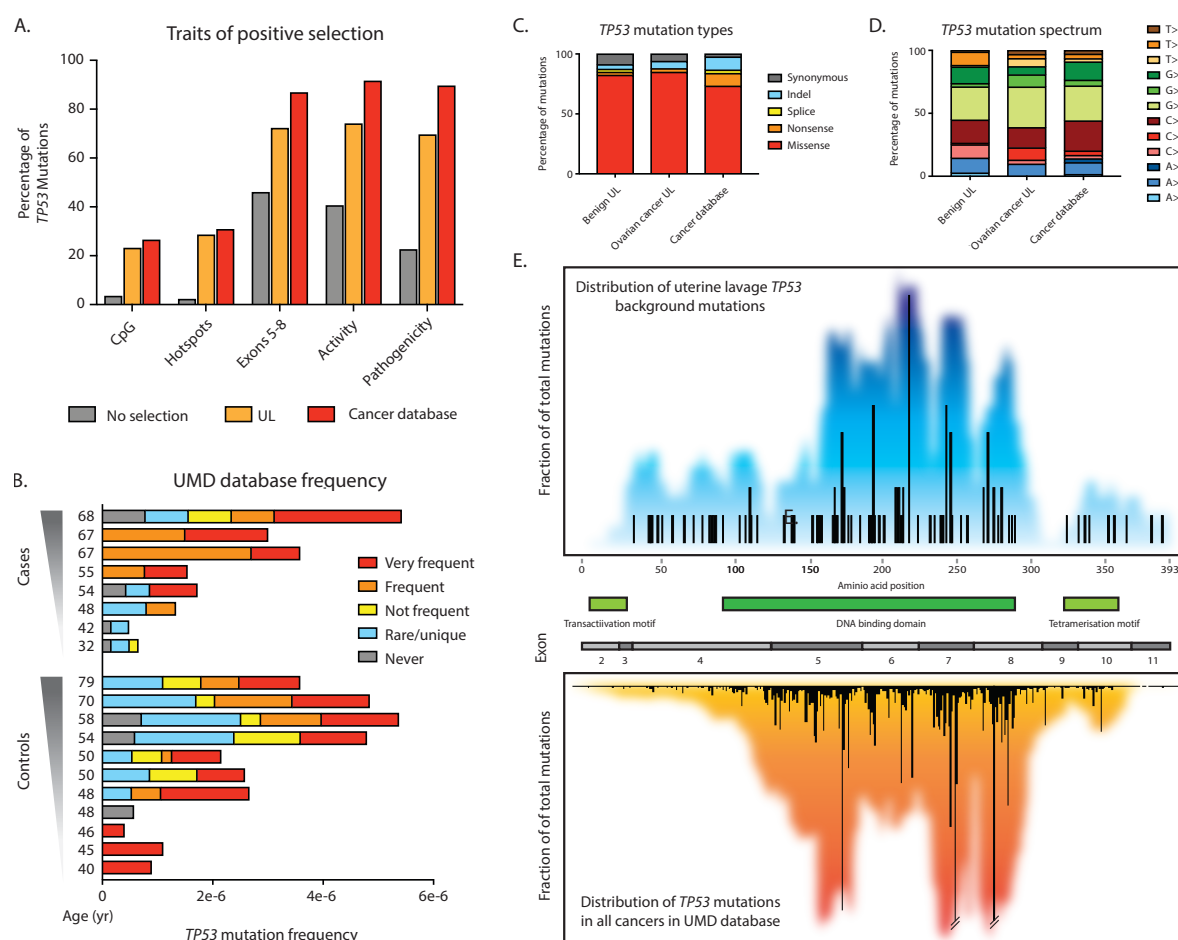 A.
Traits of positive selection
Percentage of
TP53 Mutations
100
80
60
40
20
0
CpG
Hotspots
Exons 5-8
Activity
Pathogenicity
No selection
UL
Cancer database
B.
UMD database frequency
Cases
68
67
67
55
54
48
42
32
Very frequent
Frequent
Not frequent
Rare/unique
Never
Controls
79
70
58
54
50
50
48
48
46
45
40
0
2e-6
4e-6
6e-6
Age (yr)
TP53 mutation frequency
C.
TP53 mutation types
Percentage of mutations
100
50
0
Benign UL
Ovarian cancer UL
Cancer database
Synonymous
Indel
Splice
Nonsense
Missense
D.
TP53 mutation spectrum
Percentage of mutations
100
50
0
Benign UL
Ovarian cancer UL
Cancer database
T>
T>
T>
G>
G>
G>
C>
C>
C>
A>
A>
A>
E.
Distribution of uterine lavage TP53
background mutations
Fraction of of total mutations
E.
0
50
100
150
200
250
300
350
393
Aminio acid position
Transactiivation motif
DNA binding domain
Tetramerisation motif
Exon
2
3
4
5
6
7
8
9
10
11
Fraction of of total mutations
Distribution of TP53 mutations
in all cancers in UMD database